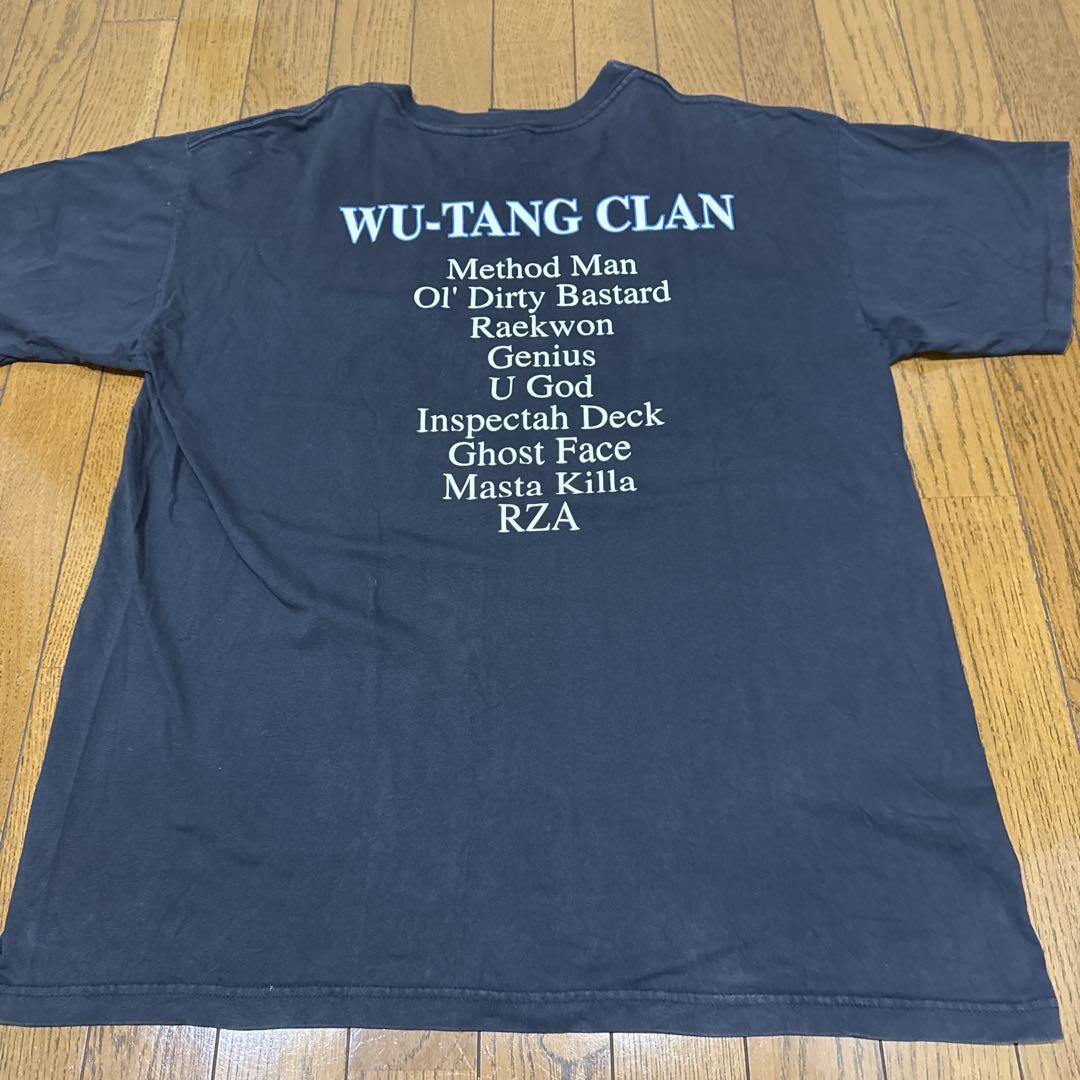 WU-TANG CLAN
Method Man
Ol' Dirty Bastard
Raekwon
Genius
U God
Inspectah Deck
Ghost Face
Masta Killa
RZA